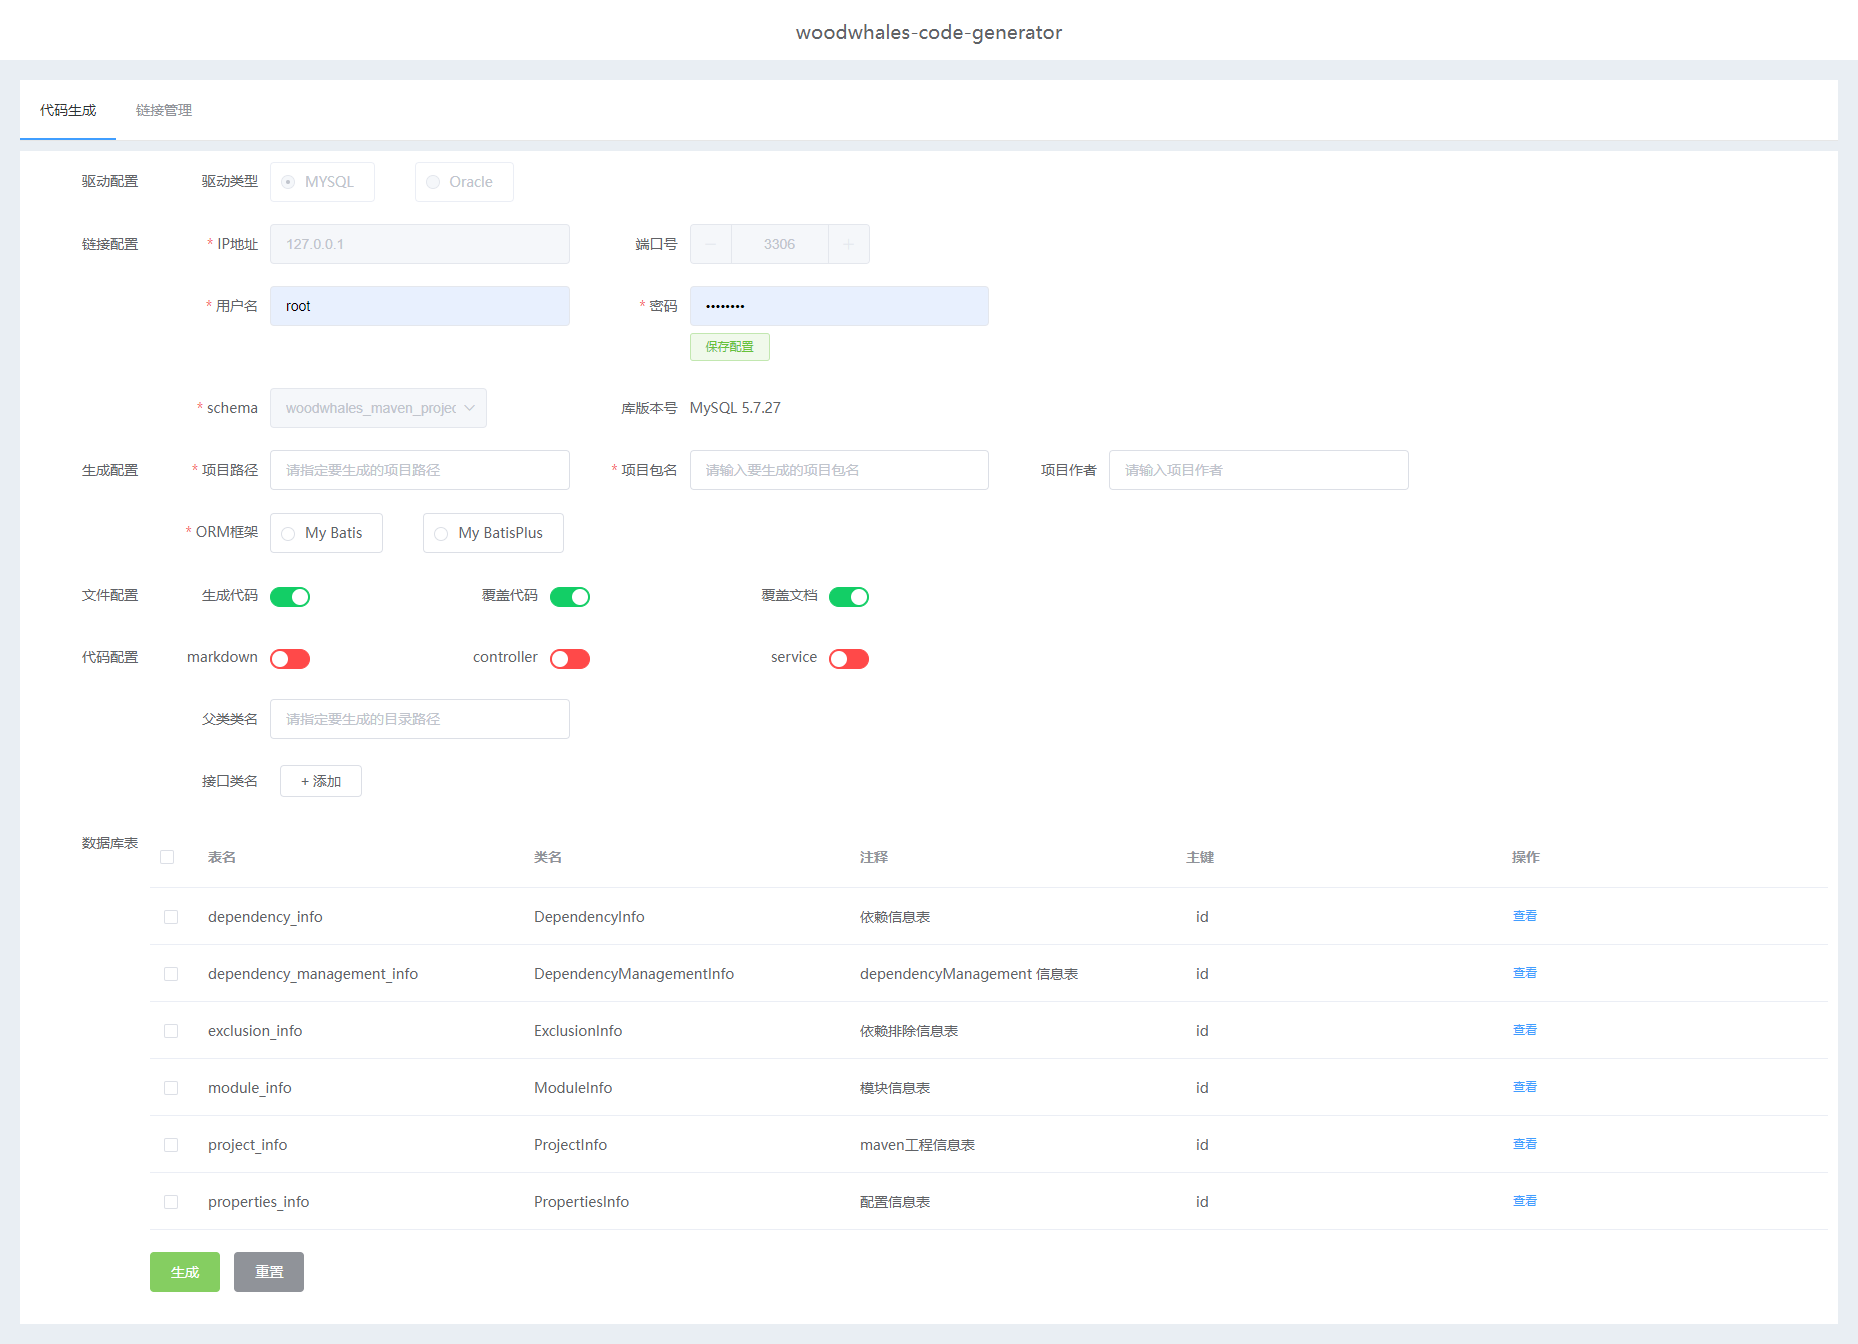 woodwhales-code-generator
代码生成 链接管理
驱动配置 驱动类型 MYSQL Oracle
链接配置 * IP地址 127.0.0.1 端口号 − 3306 +
* 用户名 root * 密码 ••••••••
保存配置
* schema woodwhales_maven_projec 库版本号 MySQL 5.7.27
生成配置 * 项目路径 请指定要生成的项目路径 * 项目包名 请输入要生成的项目包名 项目作者 请输入项目作者
* ORM框架 My Batis My BatisPlus
文件配置 生成代码 覆盖代码 覆盖文档
代码配置 markdown controller service
父类类名 请指定要生成的目录路径
接口类名 + 添加
数据库表
表名 类名 注释 主键 操作
dependency_info DependencyInfo 依赖信息表 id 查看
dependency_management_info DependencyManagementInfo dependencyManagement 信息表 id 查看
exclusion_info ExclusionInfo 依赖排除信息表 id 查看
module_info ModuleInfo 模块信息表 id 查看
project_info ProjectInfo maven工程信息表 id 查看
properties_info PropertiesInfo 配置信息表 id 查看
生成 重置